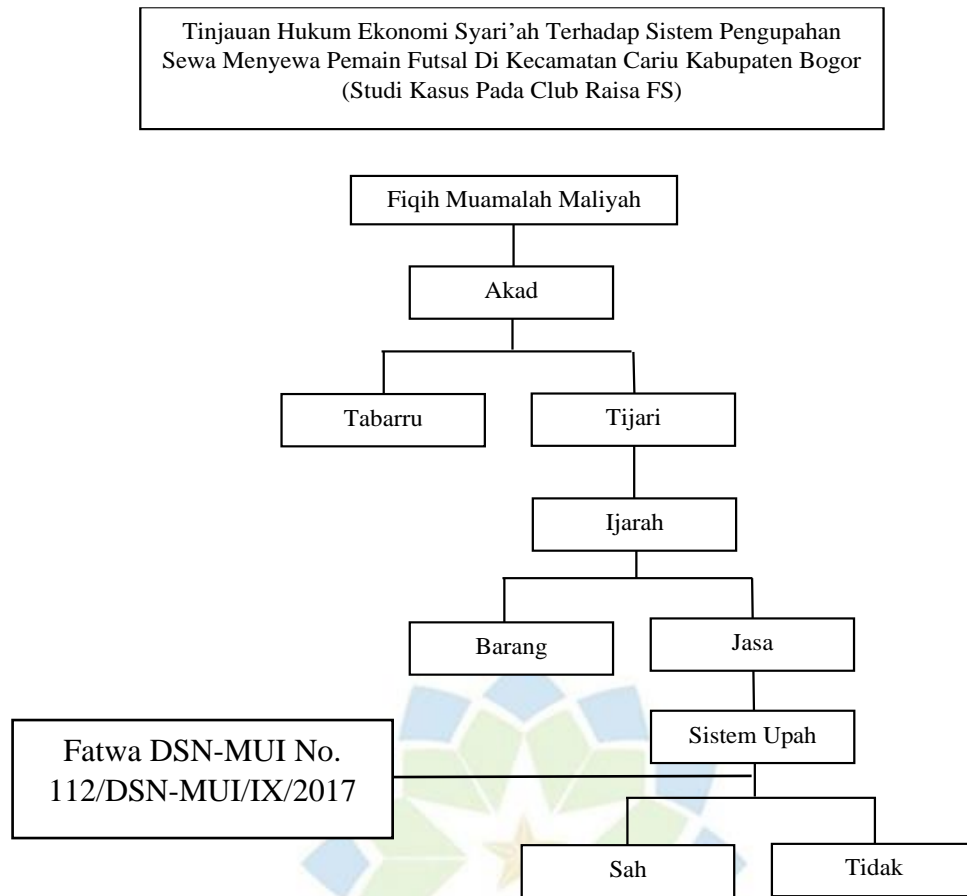 Tinjauan Hukum Ekonomi Syari’ah Terhadap Sistem Pengupahan
Sewa Menyewa Pemain Futsal Di Kecamatan Cariu Kabupaten Bogor
(Studi Kasus Pada Club Raisa FS)
Fiqih Muamalah Maliyah
Akad
Tabarru
Tijari
Ijarah
Barang
Jasa
Sistem Upah
Fatwa DSN-MUI No.
112/DSN-MUI/IX/2017
Sah
Tidak